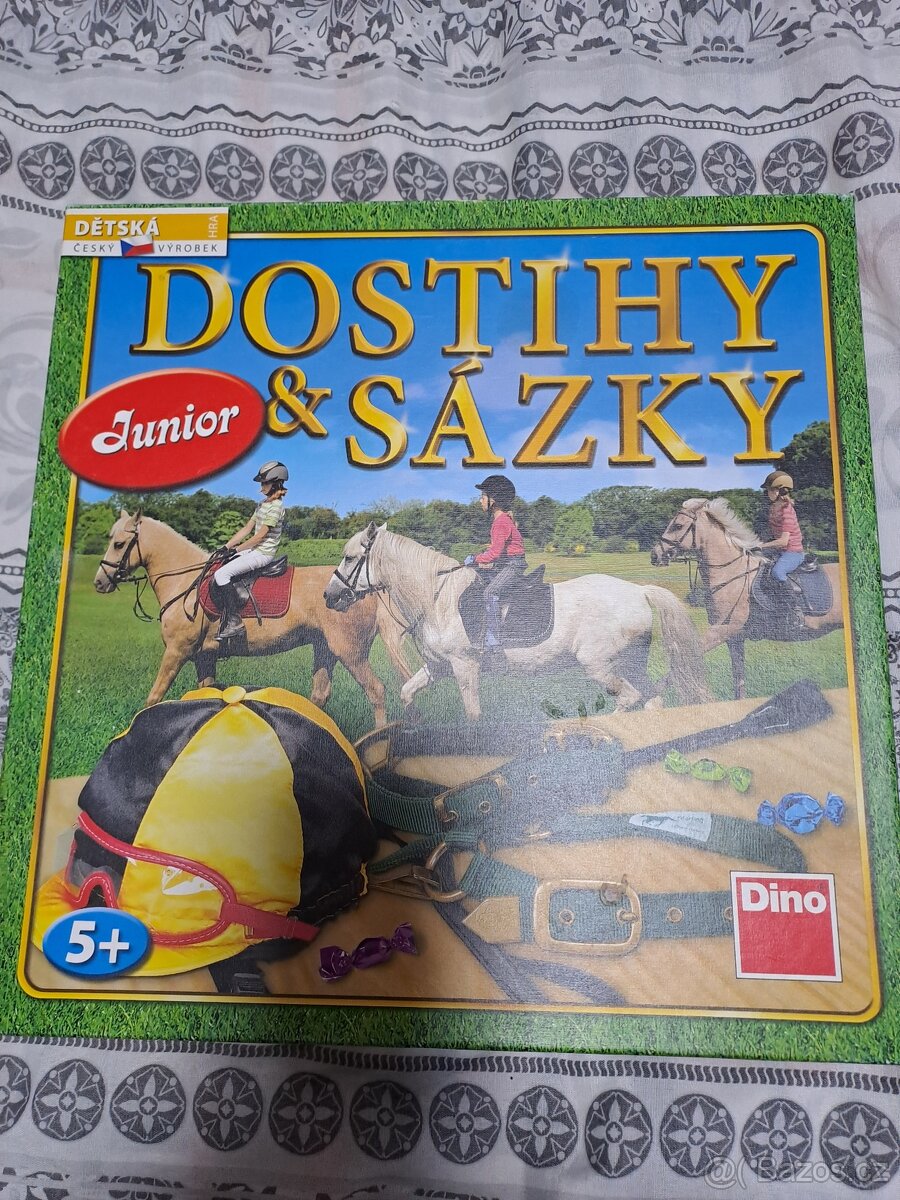 DĚTSKÁ
HRA
ČESKÝ VÝROBEK
DOSTIHY
& SÁZKY
Junior
5+
Dino
@Bazos.cz